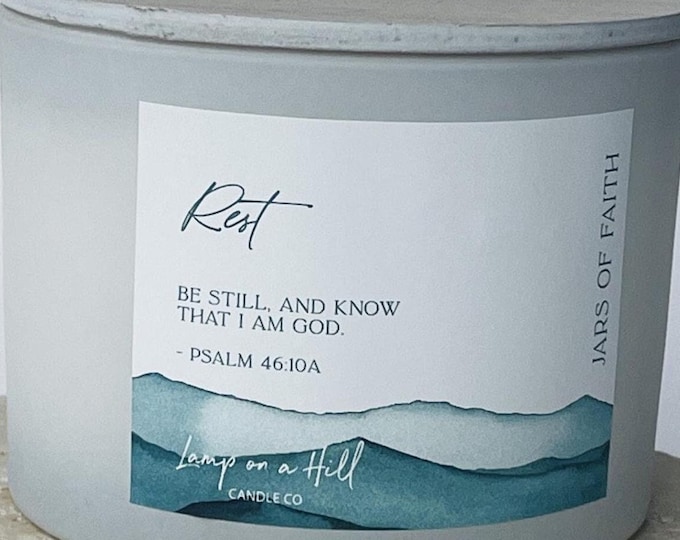 Rest
BE STILL, AND KNOW
THAT I AM GOD.
- PSALM 46:10A
Lamp on a Hill
CANDLE CO
JARS OF FAITH